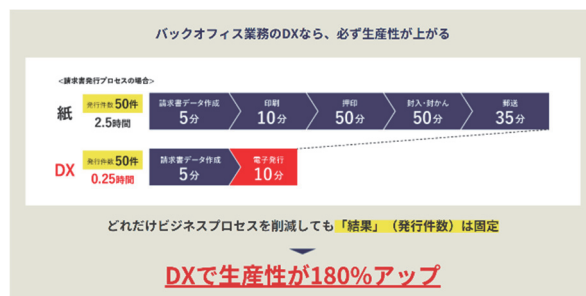 バックオフィス業務のDXなら、必ず生産性が上がる
<請求書発行プロセスの場合>
紙
発行件数50件
2.5時間
請求書データ作成
5分
印刷
10分
押印
50分
封入・封かん
50分
郵送
35分
DX
発行件数50件
0.25時間
請求書データ作成
5分
電子発行
10分
どれだけビジネスプロセスを削減しても「結果」(発行件数)は固定
DXで生産性が180%アップ